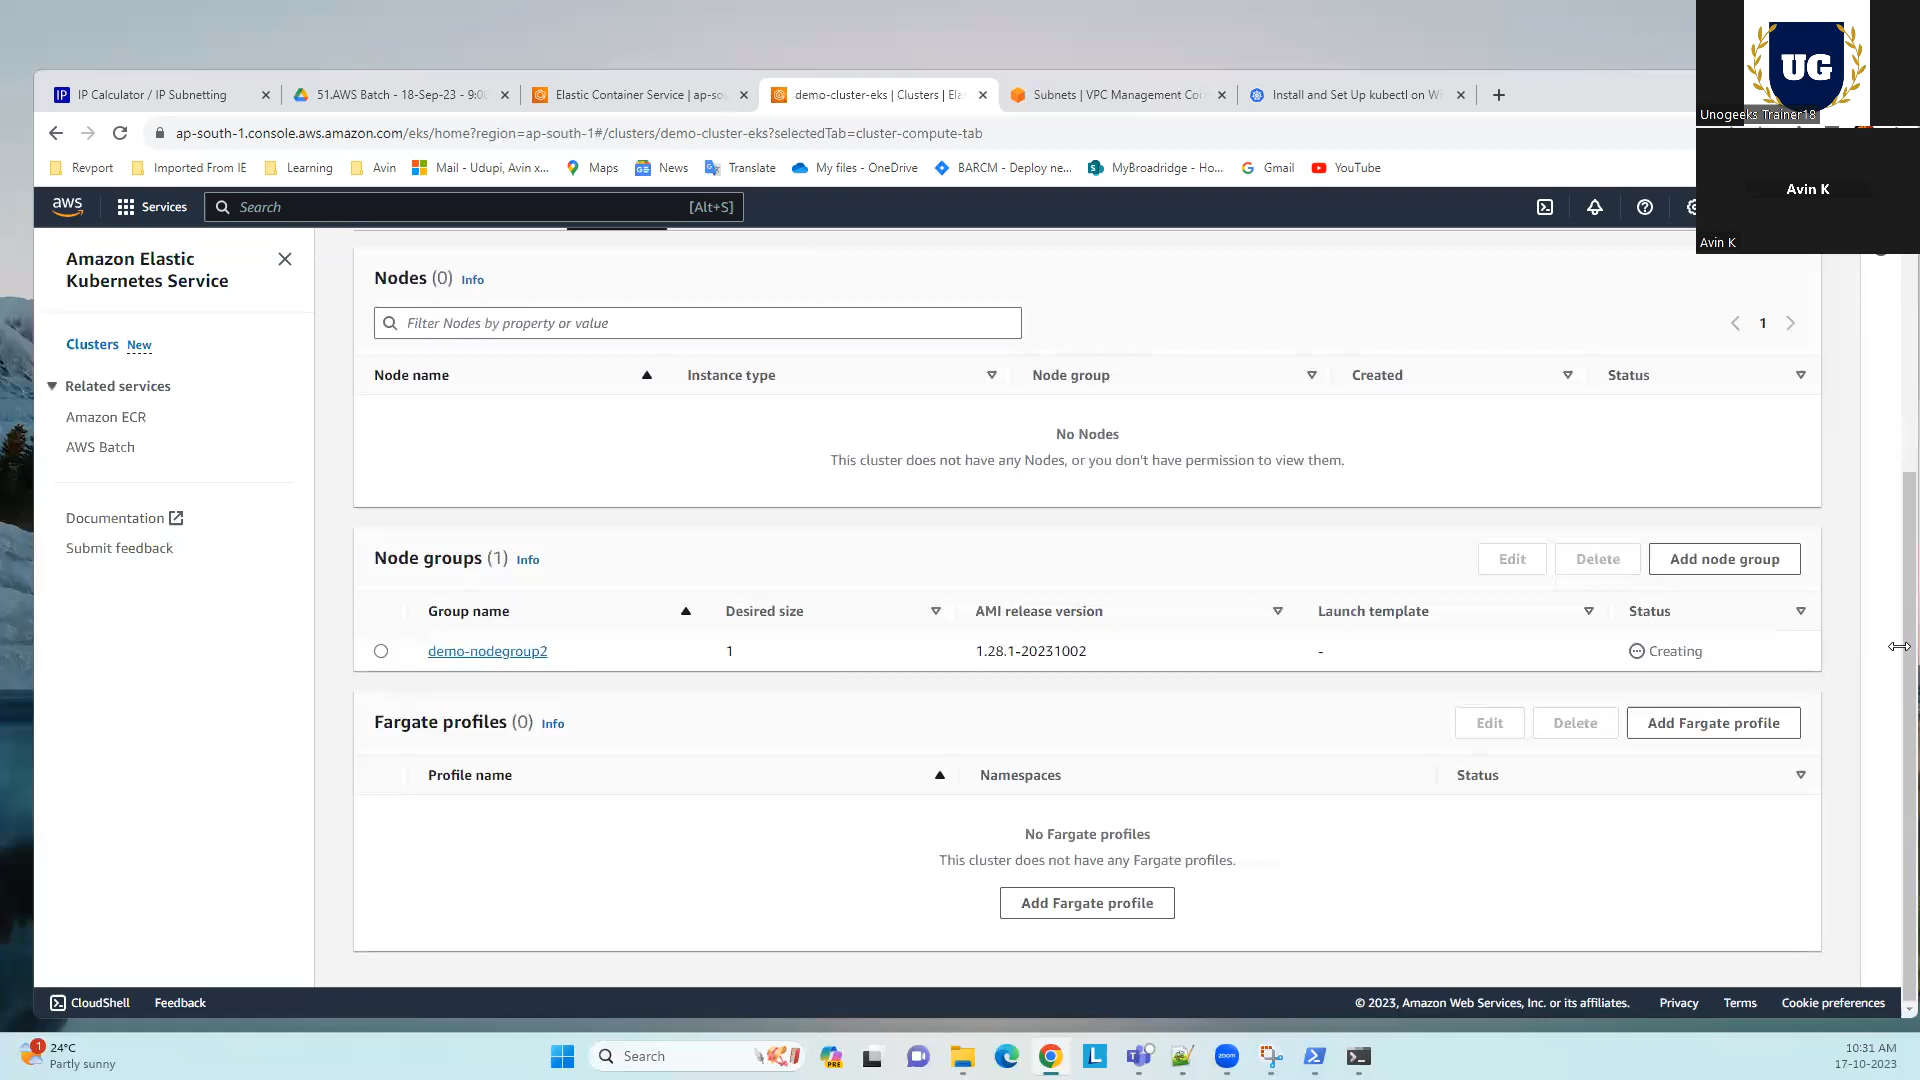 UG
Unogeeks Trainer18
Avin K
Avin K
IP Calculator / IP Subnetting
51.AWS Batch - 18-Sep-23 - 9:0
Elastic Container Service | ap-so
demo-cluster-eks | Clusters | Ela
Subnets | VPC Management Con
Install and Set Up kubectl on Wi
ap-south-1.console.aws.amazon.com/eks/home?region=ap-south-1#/clusters/demo-cluster-eks?selectedTab=cluster-compute-tab
Revport
Imported From IE
Learning
Avin
Mail - Udupi, Avin x...
Maps
News
Translate
My files - OneDrive
BARCM - Deploy ne...
MyBroadridge - Ho...
Gmail
YouTube
aws
Services
Search
[Alt+S]
Amazon Elastic
Kubernetes Service
Clusters New
Related services
Amazon ECR
AWS Batch
Documentation
Submit feedback
Nodes (0) Info
Filter Nodes by property or value
1
Node name
Instance type
Node group
Created
Status
No Nodes
This cluster does not have any Nodes, or you don't have permission to view them.
Node groups (1) Info
Edit
Delete
Add node group
Group name
Desired size
AMI release version
Launch template
Status
demo-nodegroup2
1
1.28.1-20231002
-
Creating
Fargate profiles (0) Info
Edit
Delete
Add Fargate profile
Profile name
Namespaces
Status
No Fargate profiles
This cluster does not have any Fargate profiles.
Add Fargate profile
CloudShell
Feedback
© 2023, Amazon Web Services, Inc. or its affiliates.
Privacy
Terms
Cookie preferences
1
24°C
Partly sunny
Search
PRE
L
zoom
10:31 AM
17-10-2023